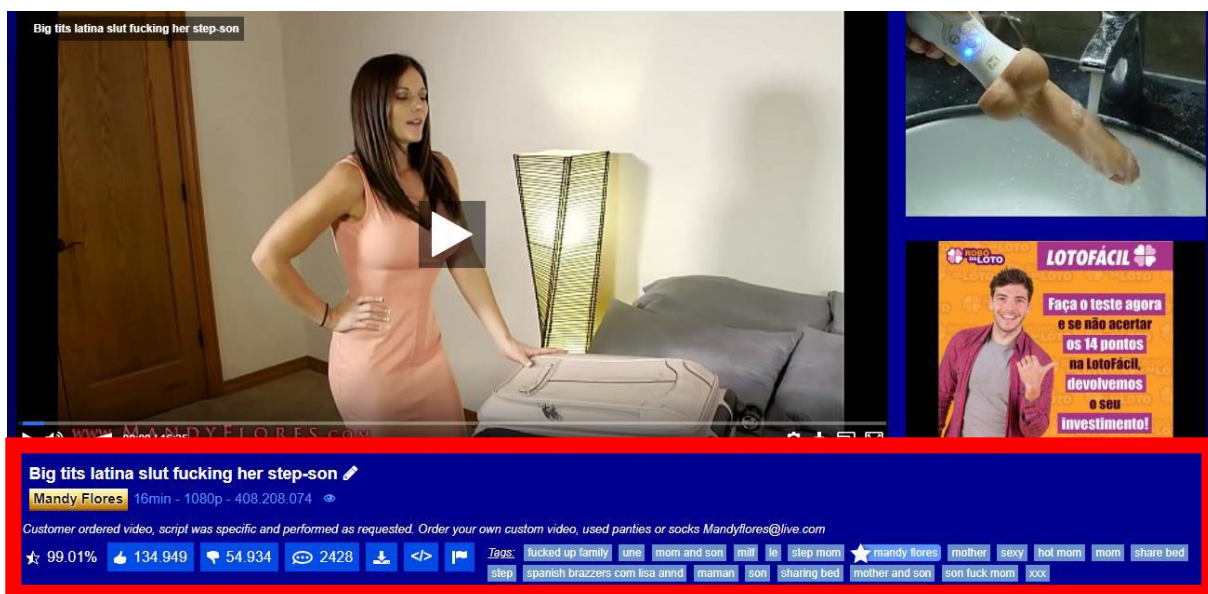 Big tits latina slut fucking her step-son
ROBÔ DA LOTO
LOTOFÁCIL
Faça o teste agora
e se não acertar
os 14 pontos
na LotoFácil,
devolvemos
o seu
investimento!
www.MANDYFLORES.COM
Big tits latina slut fucking her step-son
Mandy Flores 16min - 1080p - 408.208.074
Customer ordered video, script was specific and performed as requested. Order your own custom video, used panties or socks Mandyflores@live.com
99.01% 134.949 54.934 2428 </>
Tags: fucked up family une mom and son milf le step mom mandy flores mother sexy hot mom mom share bed
step spanish brazzers com lisa annd maman son sharing bed mother and son son fuck mom xxx